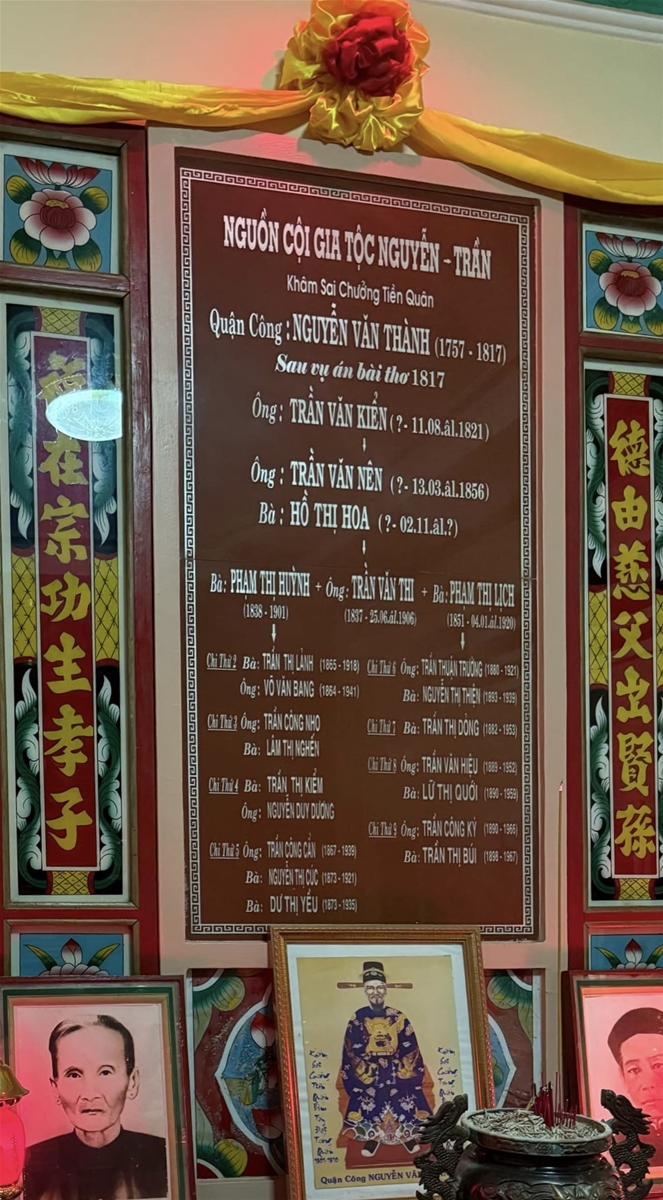 NGUỒN CỘI GIA TỘC NGUYỄN - TRẦN
Khâm Sai Chưởng Tiền Quân
Quận Công : NGUYỄN VĂN THÀNH (1757 - 1817)
Sau vụ án bài thơ 1817
Ông : TRẦN VĂN KIỂN (? - 11.08.âl.1821)
Ông : TRẦN VĂN NÊN (? - 13.03.âl.1856)
Bà : HỒ THỊ HOA (? - 02.11.âl.?)
Bà: PHẠM THỊ HUỲNH + Ông: TRẦN VĂN THI + Bà: PHẠM THỊ LỊCH
(1838 - 1901) (1837 - 25.06.âl.1906) (1851 - 04.01.âl.1920)
Chi Thứ 2 Bà: TRẦN THỊ LẢNH (1865 - 1918)
Ông: VÕ VĂN BANG (1864 - 1941)
Chi Thứ 3 Ông: TRẦN CÔNG NHỌ
Bà: LÂM THỊ NGHÊN
Chi Thứ 4 Bà: TRẦN THỊ KIỂM
Ông: NGUYỄN DUY DƯƠNG
Chi Thứ 5 Ông: TRẦN CÔNG CẨN (1867 - 1939)
Bà: NGUYỄN THỊ CÚC (1873 - 1921)
Bà: DƯ THỊ YẾU (1873 - 1935)
Chi Thứ 6 Ông: TRẦN THUẬN TRƯỜNG (1880 - 1921)
Bà: NGUYỄN THỊ THIỆN (1893 - 1939)
Chi Thứ 7 Bà: TRẦN THỊ DÒNG (1882 - 1953)
Chi Thứ 8 Ông: TRẦN VĂN HIỆU (1889 - 1952)
Bà: LỮ THỊ QUỚI (1890 - 1959)
Chi Thứ 9 Ông: TRẦN CÔNG KÝ (1890 - 1966)
Bà: TRẦN THỊ BÚI (1898 - 1967)
德由慈父出賢孫
在宗功生孝子
Quận Công NGUYỄN VĂN